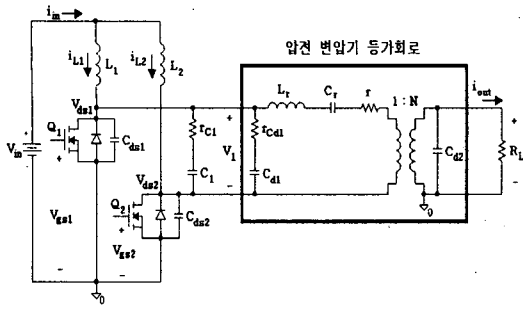 i_in
압전 변압기 등가회로
i_L1
L_1
i_L2
L_2
V_ds1
Q_1
C_ds1
V_in
V_gs1
r_C1
C_1
V_1
r_Cd1
C_d1
L_r
C_r
r
1 : N
i_out
C_d2
R_L
V_ds2
Q_2
C_ds2
V_gs2
0
0
+
+
+
+
+
-
-
-
-